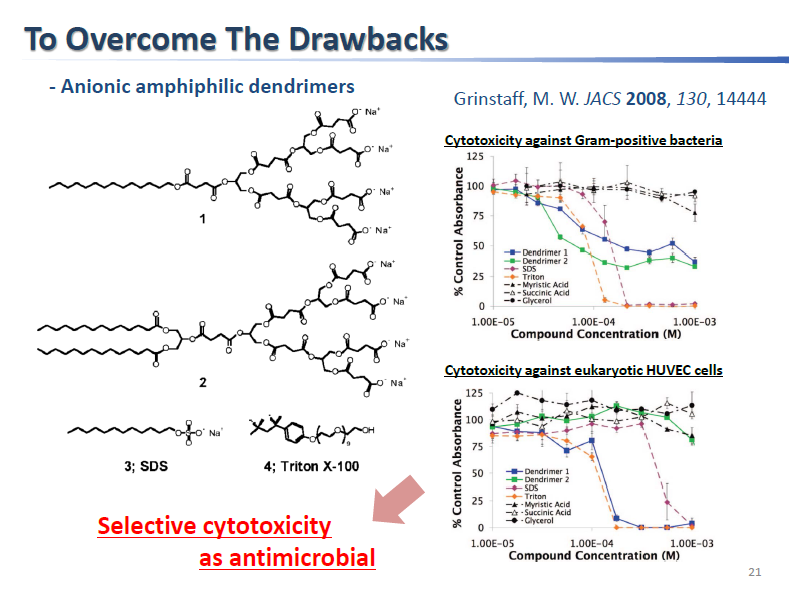 To Overcome The Drawbacks
- Anionic amphiphilic dendrimers
Grinstaff, M. W. JACS 2008, 130, 14444
O O O⁻ Na⁺
O O O⁻ Na⁺
O O O⁻ Na⁺
O O O⁻ Na⁺
1
O O O⁻ Na⁺
O O O⁻ Na⁺
O O O⁻ Na⁺
O O O⁻ Na⁺
2
O S O O O⁻ Na⁺
3; SDS
O O OH
9
4; Triton X-100
Selective cytotoxicity
as antimicrobial
Cytotoxicity against Gram-positive bacteria
% Control Absorbance
125
100
75
50
25
0
Dendrimer 1
Dendrimer 2
SDS
Triton
Myristic Acid
Succinic Acid
Glycerol
1.00E-05 1.00E-04 1.00E-03
Compound Concentration (M)
Cytotoxicity against eukaryotic HUVEC cells
% Control Absorbance
125
100
75
50
25
0
Dendrimer 1
Dendrimer 2
SDS
Triton
Myristic Acid
Succinic Acid
Glycerol
1.00E-05 1.00E-04 1.00E-03
Compound Concentration (M)
21